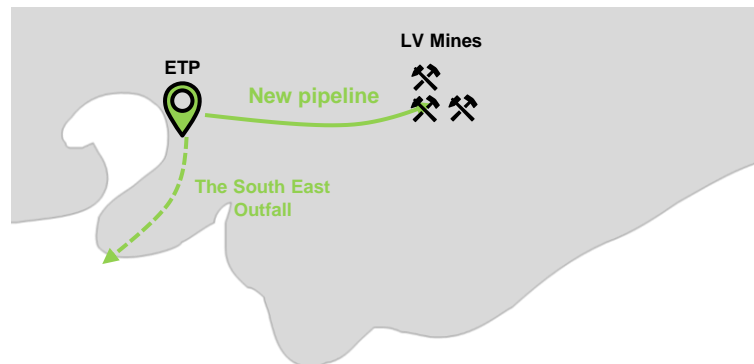 LV Mines
ETP
New pipeline
The South East
Outfall